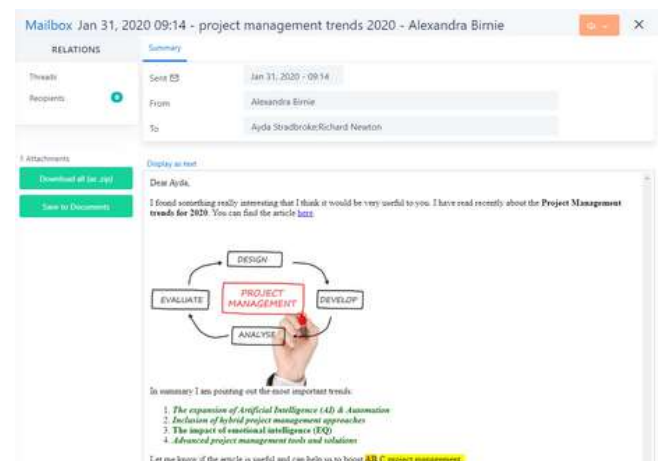 Mailbox Jan 31, 2020 09:14 - project management trends 2020 - Alexandra Birnie
RELATIONS
Summary
Threads
Recipients
Sent
Jan 31, 2020 - 09:14
From
Alexandra Birnie
To
Ayda Stradbroke;Richard Newton
1 Attachments
Download all (as .zip)
Save to Documents
Display as text
Dear Ayda,
I found something really interesting that I think it would be very useful to you. I have read recently about the Project Management
trends for 2020. You can find the article here.
DESIGN
EVALUATE
PROJECT
MANAGEMENT
DEVELOP
ANALYSE
In summary I am pointing out the most important trends:
1. The expansion of Artificial Intelligence (AI) & Automation
2. Inclusion of hybrid project management approaches
3. The impact of emotional intelligence (EQ)
4. Advanced project management tools and solutions
Let me know if the article is useful and can help us to boost AB C project management